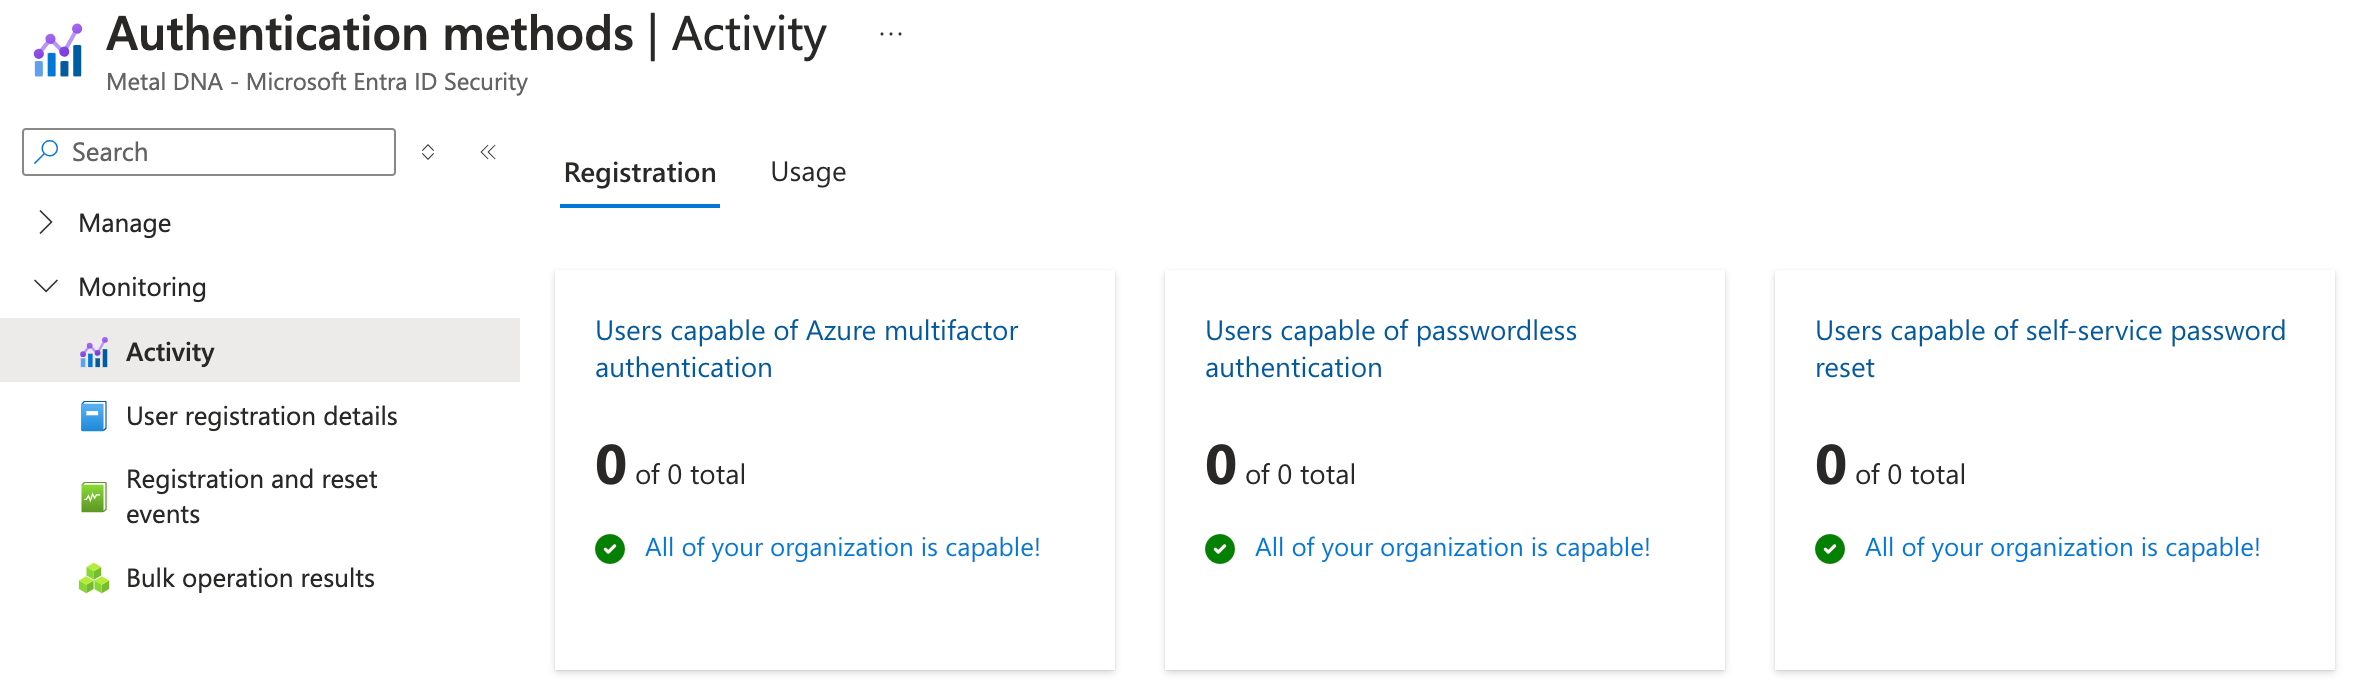 Authentication methods | Activity ...
Metal DNA - Microsoft Entra ID Security
Search
Manage
Monitoring
Activity
User registration details
Registration and reset
events
Bulk operation results
Registration Usage
Users capable of Azure multifactor
authentication
0 of 0 total
All of your organization is capable!
Users capable of passwordless
authentication
0 of 0 total
All of your organization is capable!
Users capable of self-service password
reset
0 of 0 total
All of your organization is capable!